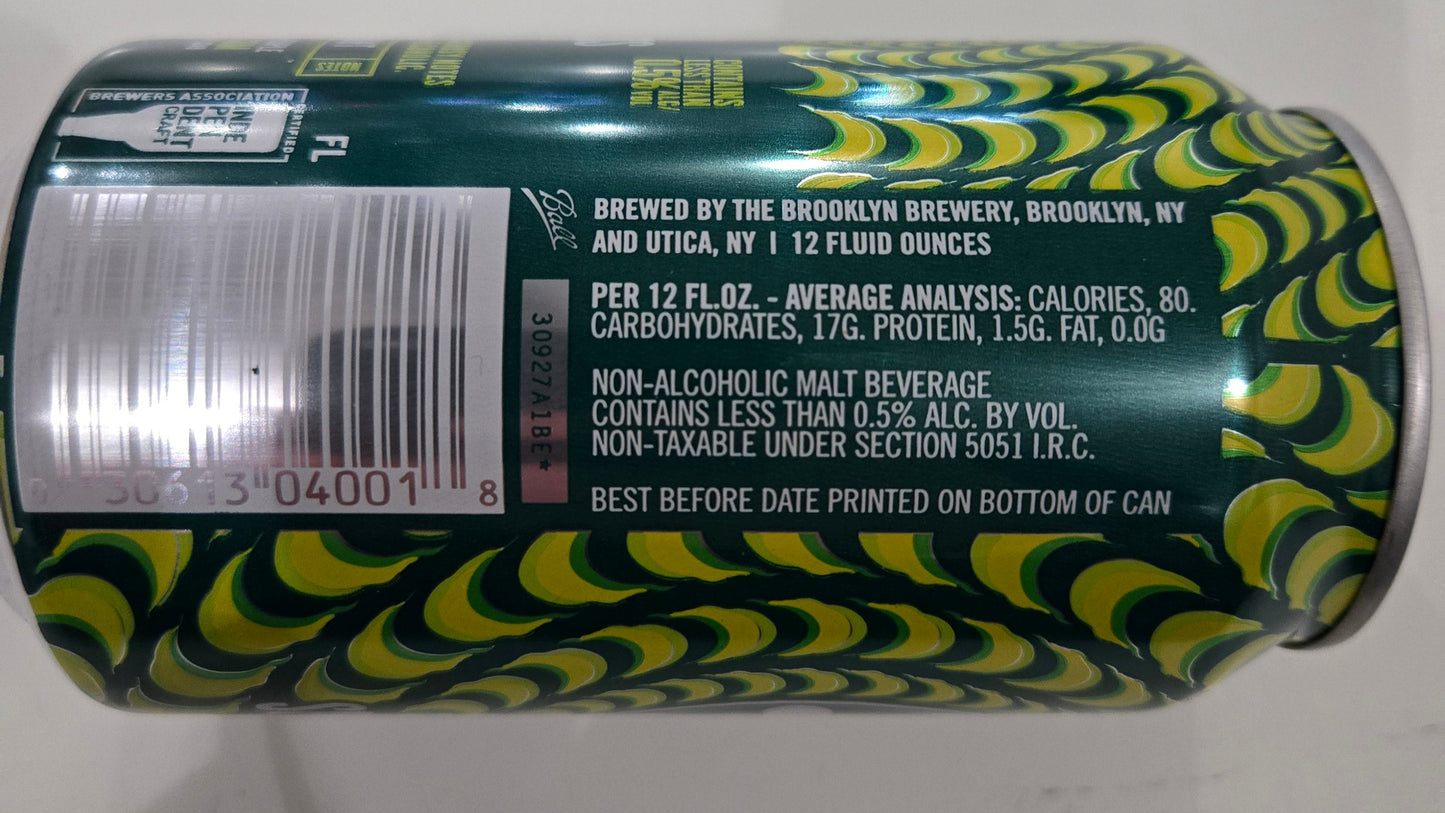 BREWED BY THE BROOKLYN BREWERY, BROOKLYN, NY
AND UTICA, NY | 12 FLUID OUNCES
PER 12 FL.OZ. - AVERAGE ANALYSIS: CALORIES, 80.
CARBOHYDRATES, 17G. PROTEIN, 1.5G. FAT, 0.0G
NON-ALCOHOLIC MALT BEVERAGE
CONTAINS LESS THAN 0.5% ALC. BY VOL.
NON-TAXABLE UNDER SECTION 5051 I.R.C.
BEST BEFORE DATE PRINTED ON BOTTOM OF CAN
Ball
30927A1BE*
04001 8
FL
BREWERS ASSOCIATION
CERTIFIED
INDE
PEN
DENT
CRAFT
NOTES
NOTES
CONTAINS
LESS THAN
0.5% ALC